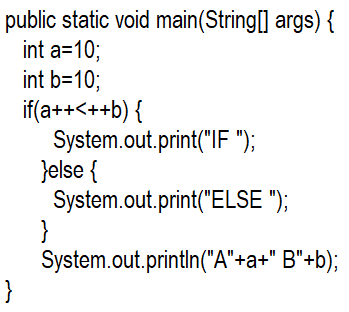 public static void main(String[] args) {
int a=10;
int b=10;
if(a++<++b) {
System.out.print("IF ");
}else {
System.out.print("ELSE ");
}
System.out.println("A"+a+" B"+b);
}